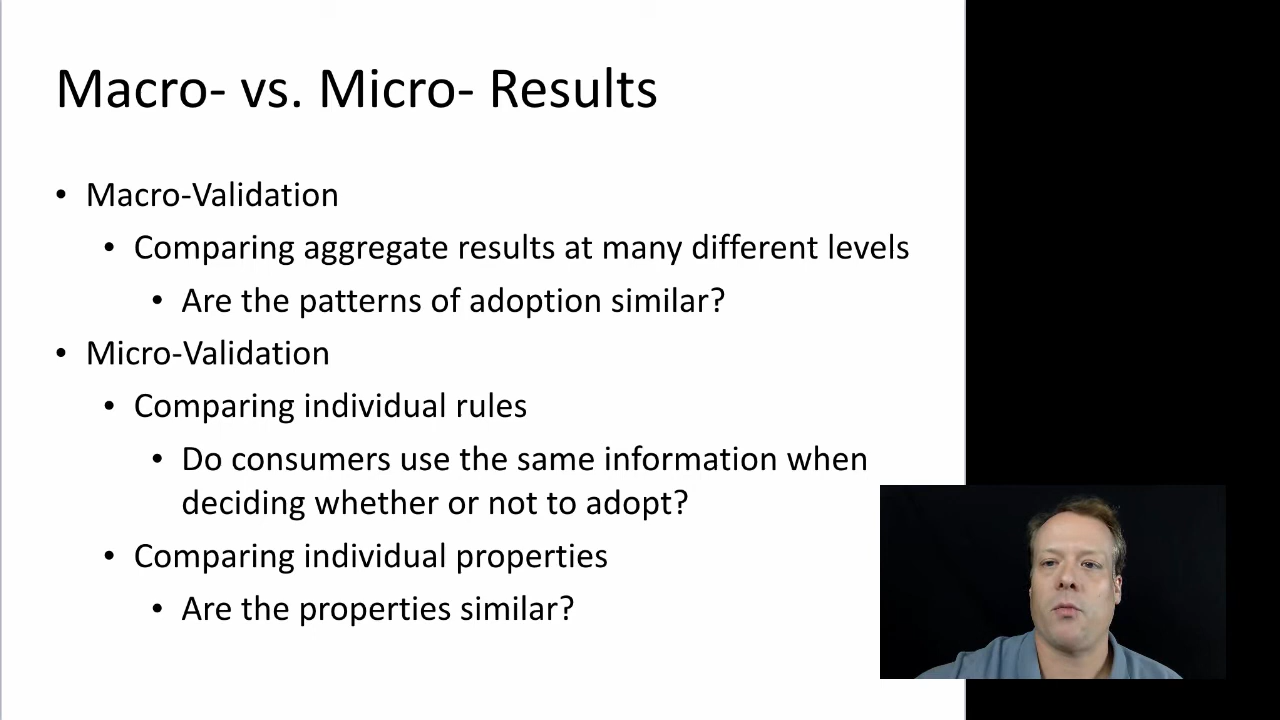 Macro- vs. Micro- Results
• Macro-Validation
• Comparing aggregate results at many different levels
• Are the patterns of adoption similar?
• Micro-Validation
• Comparing individual rules
• Do consumers use the same information when
deciding whether or not to adopt?
• Comparing individual properties
• Are the properties similar?